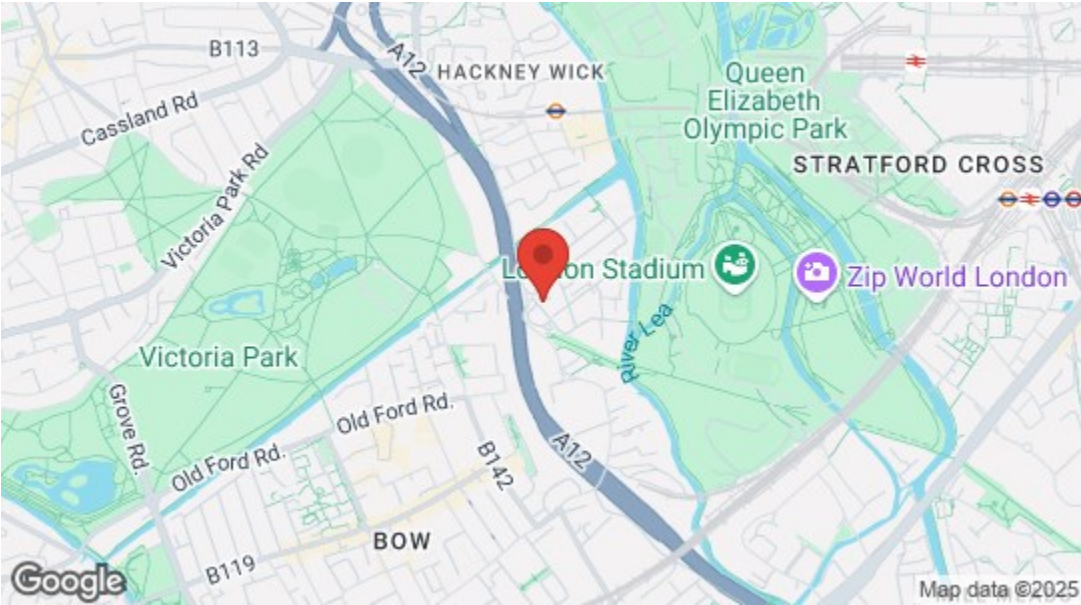 B113
A12
HACKNEY WICK
Queen
Elizabeth
Olympic Park
Cassland Rd
STRATFORD CROSS
Victoria Park Rd
London Stadium
Zip World London
River Lea
Victoria Park
Grove Rd.
Old Ford Rd.
Old Ford Rd.
B142
A12
BOW
B119
Google
Map data ©2025